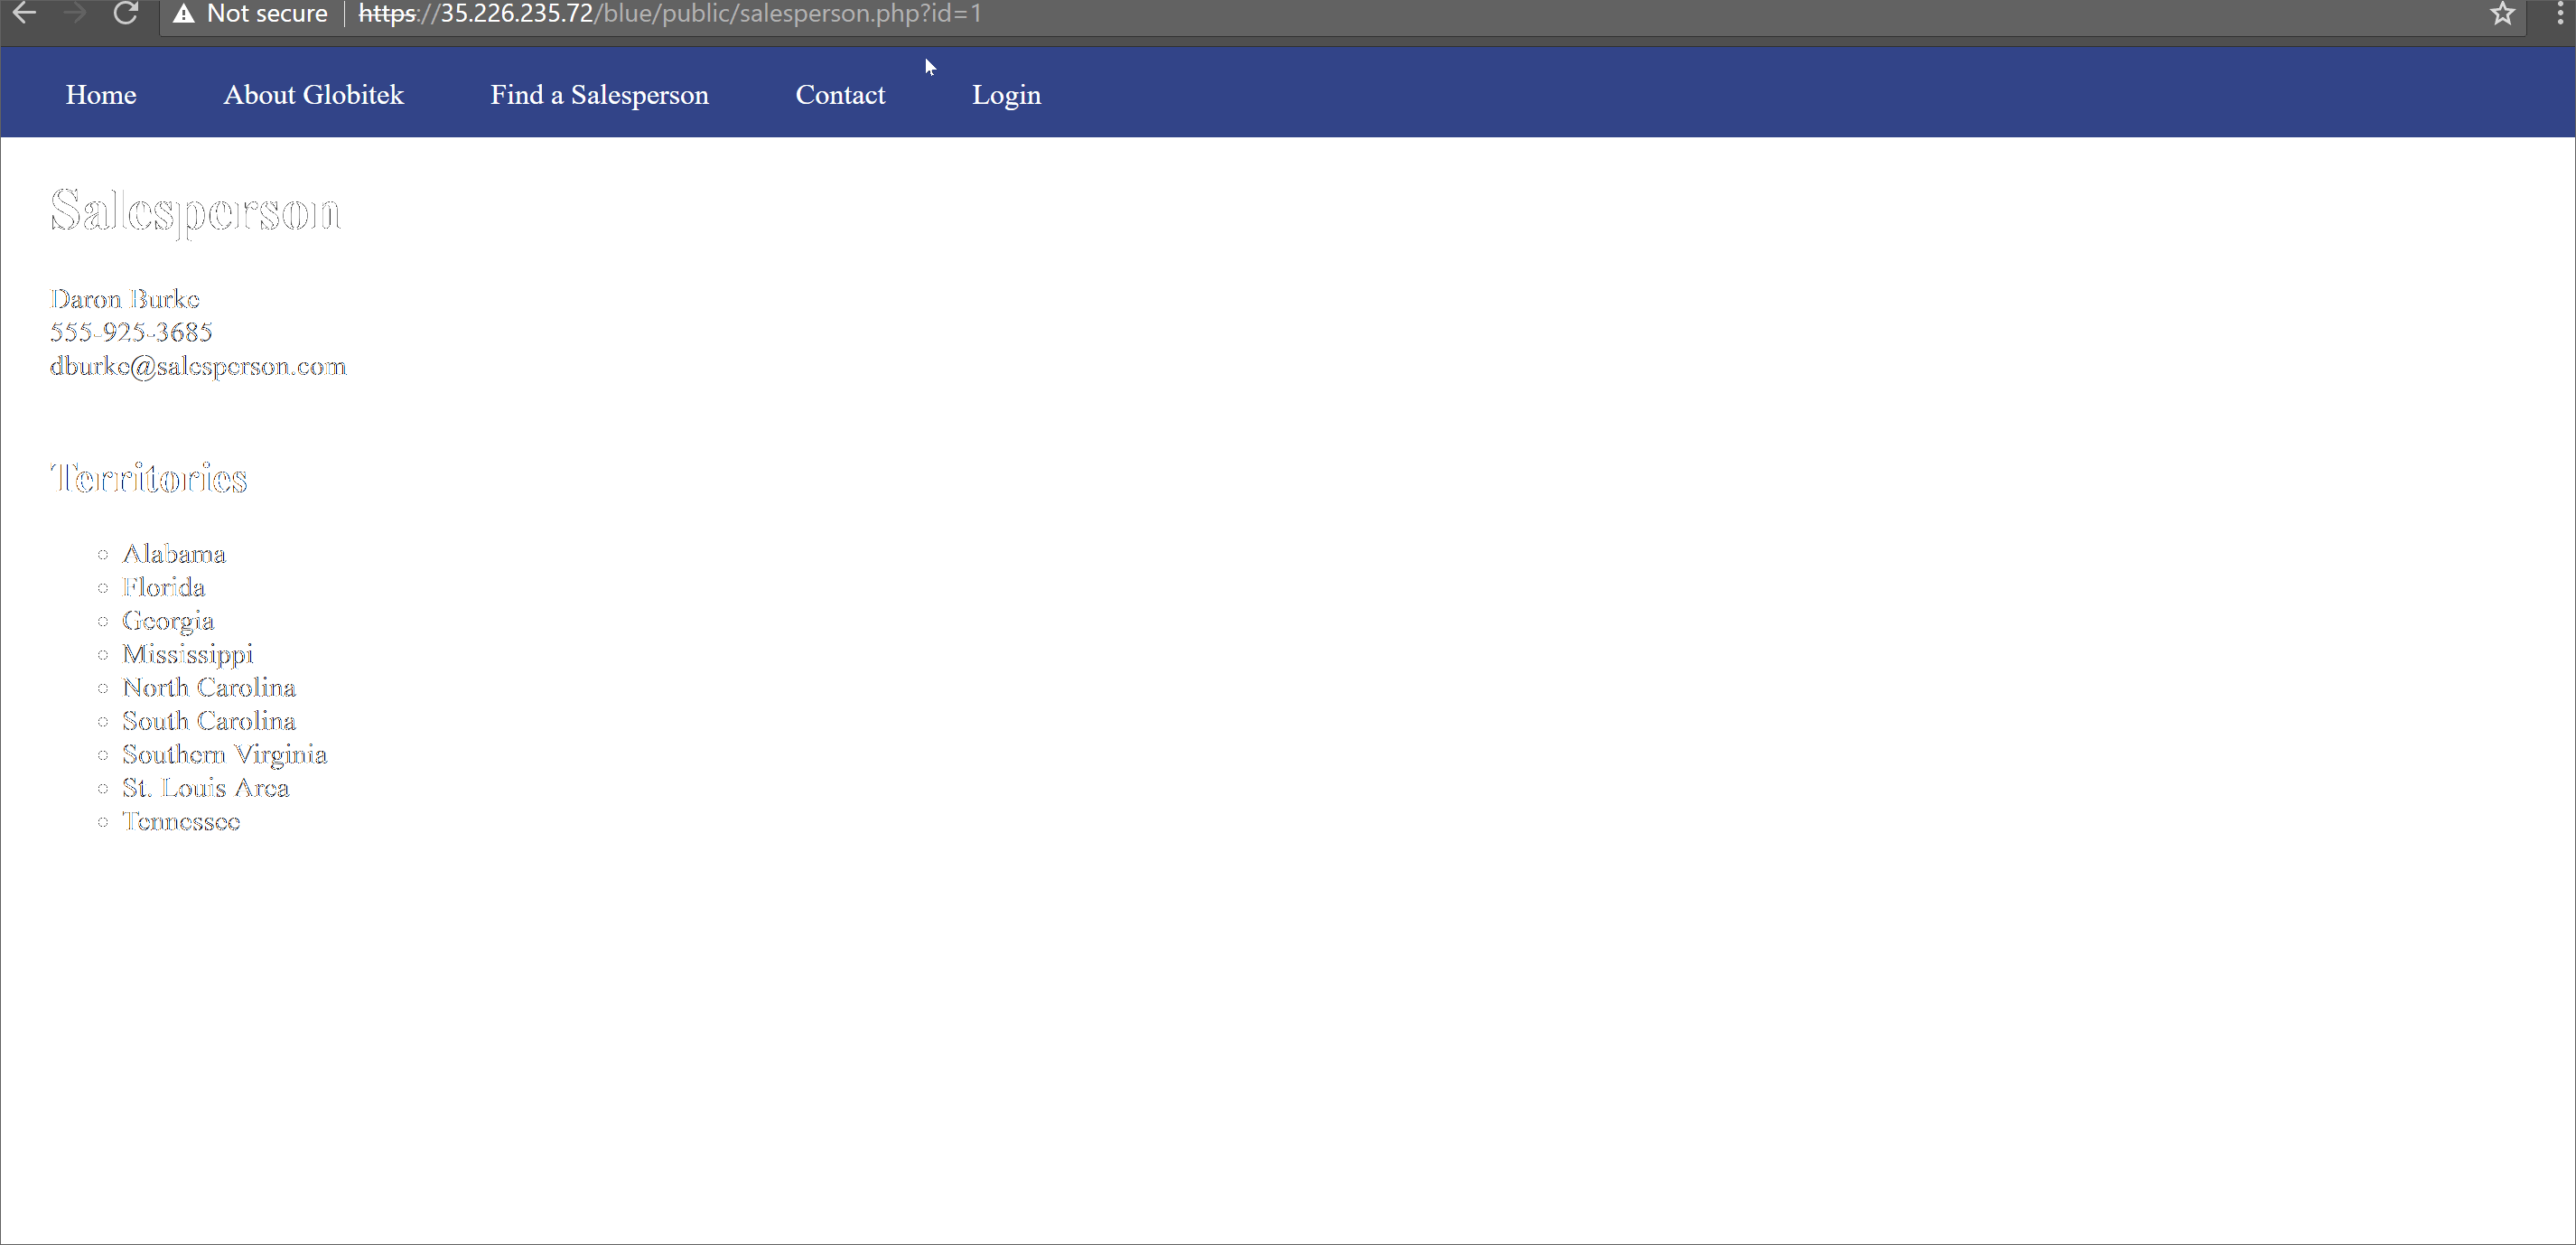 Not secure https://35.226.235.72/blue/public/salesperson.php?id=1
Home About Globitek Find a Salesperson Contact Login
Salesperson
Daron Burke
555-925-3685
dburke@salesperson.com
Territories
Alabama
Florida
Georgia
Mississippi
North Carolina
South Carolina
Southern Virginia
St. Louis Area
Tennessee